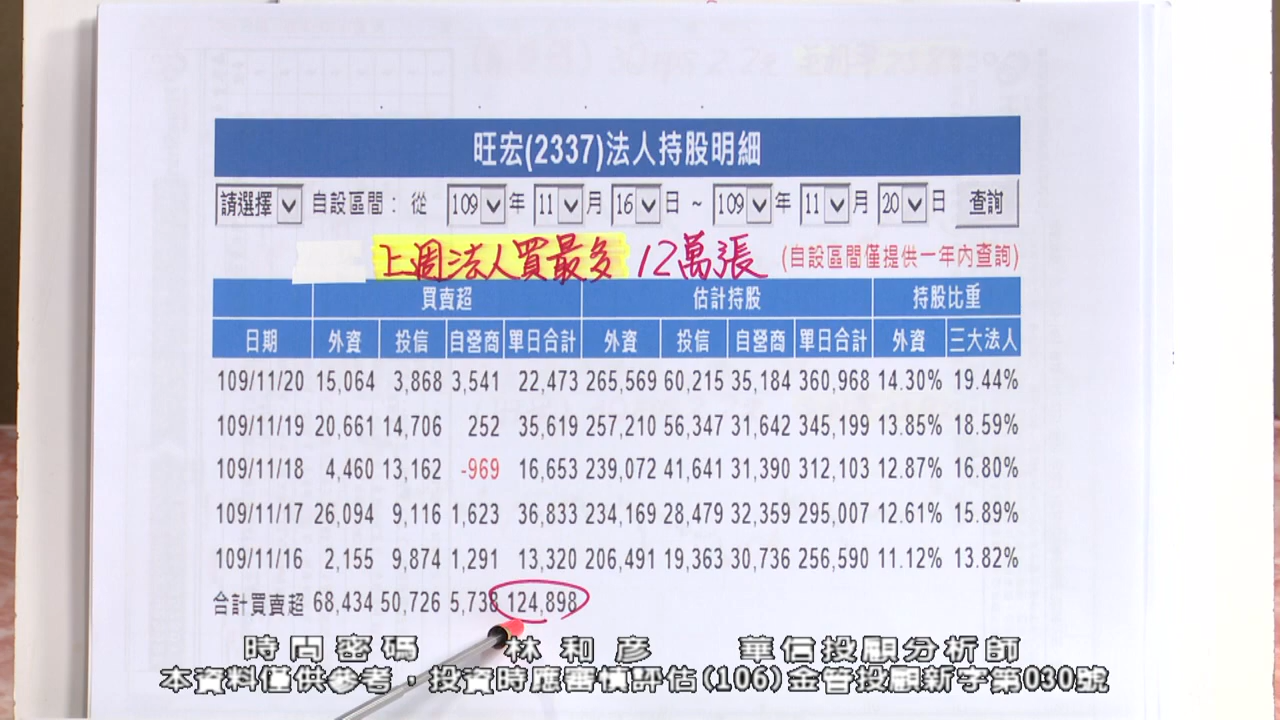 旺宏(2337)法人持股明細
請選擇 自設區間: 從 109 年 11 月 16 日 ~ 109 年 11 月 20 日 查詢
上週法人買最多 12萬張 (自設區間僅提供一年內查詢)
買賣超 估計持股 持股比重
日期 外資 投信 自營商 單日合計 外資 投信 自營商 單日合計 外資 三大法人
109/11/20 15,064 3,868 3,541 22,473 265,569 60,215 35,184 360,968 14.30% 19.44%
109/11/19 20,661 14,706 252 35,619 257,210 56,347 31,642 345,199 13.85% 18.59%
109/11/18 4,460 13,162 -969 16,653 239,072 41,641 31,390 312,103 12.87% 16.80%
109/11/17 26,094 9,116 1,623 36,833 234,169 28,479 32,359 295,007 12.61% 15.89%
109/11/16 2,155 9,874 1,291 13,320 206,491 19,363 30,736 256,590 11.12% 13.82%
合計買賣超 68,434 50,726 5,738 124,898
時間密碼 林和彥 華信投顧分析師
本資料僅供參考，投資時應審慎評估(106)金管投顧新字第030號